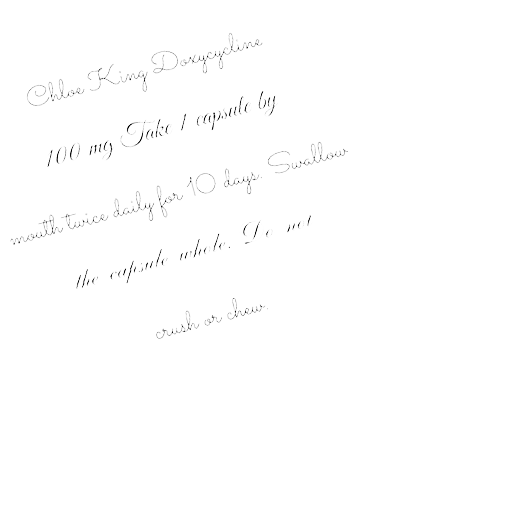 Chloe King Doxycycline
100 mg Take 1 capsule by
mouth twice daily for 10 days. Swallow
the capsule whole. Do not
crush or chew.